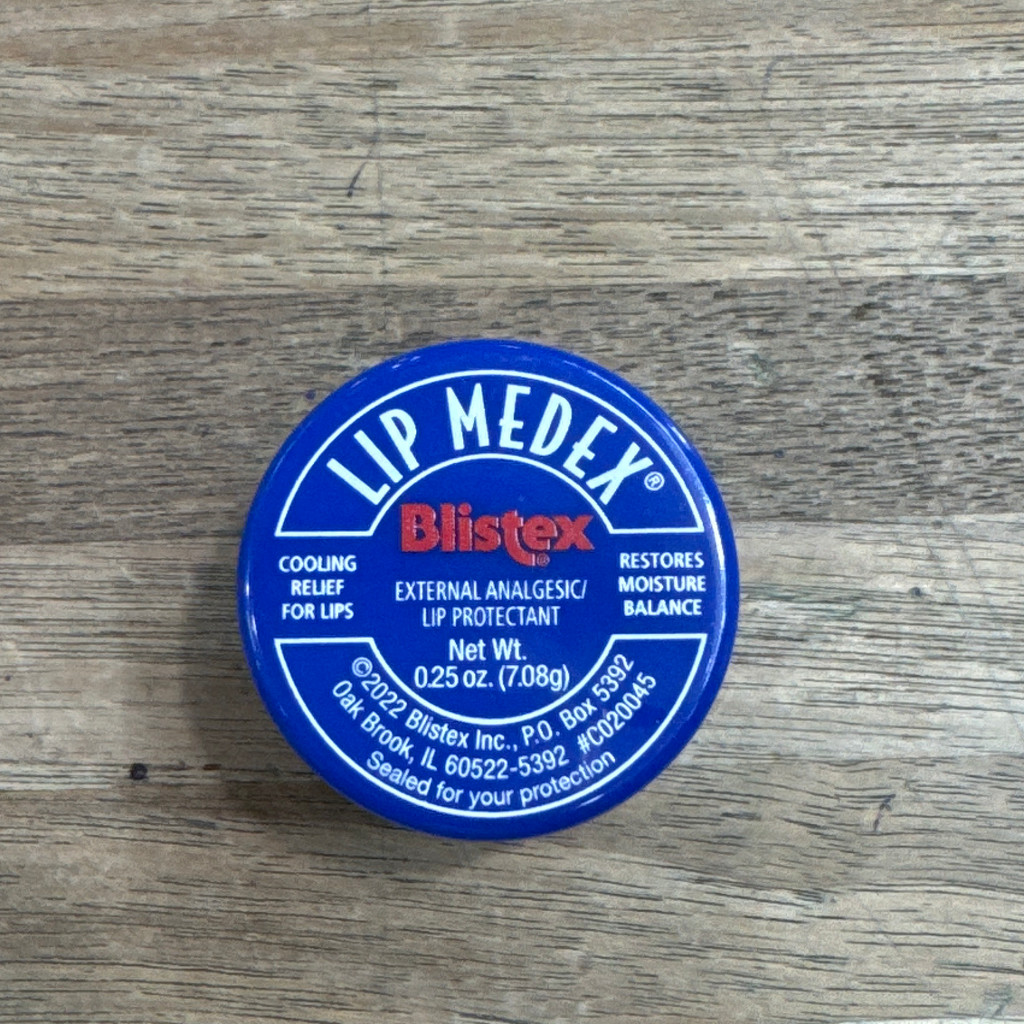 LIP MEDEX®
Blistex®
COOLING
RELIEF
FOR LIPS
EXTERNAL ANALGESIC/
LIP PROTECTANT
RESTORES
MOISTURE
BALANCE
Net Wt.
0.25 oz. (7.08g)
©2022 Blistex Inc., P.O. Box 5392
Oak Brook, IL 60522-5392 #C020045
Sealed for your protection